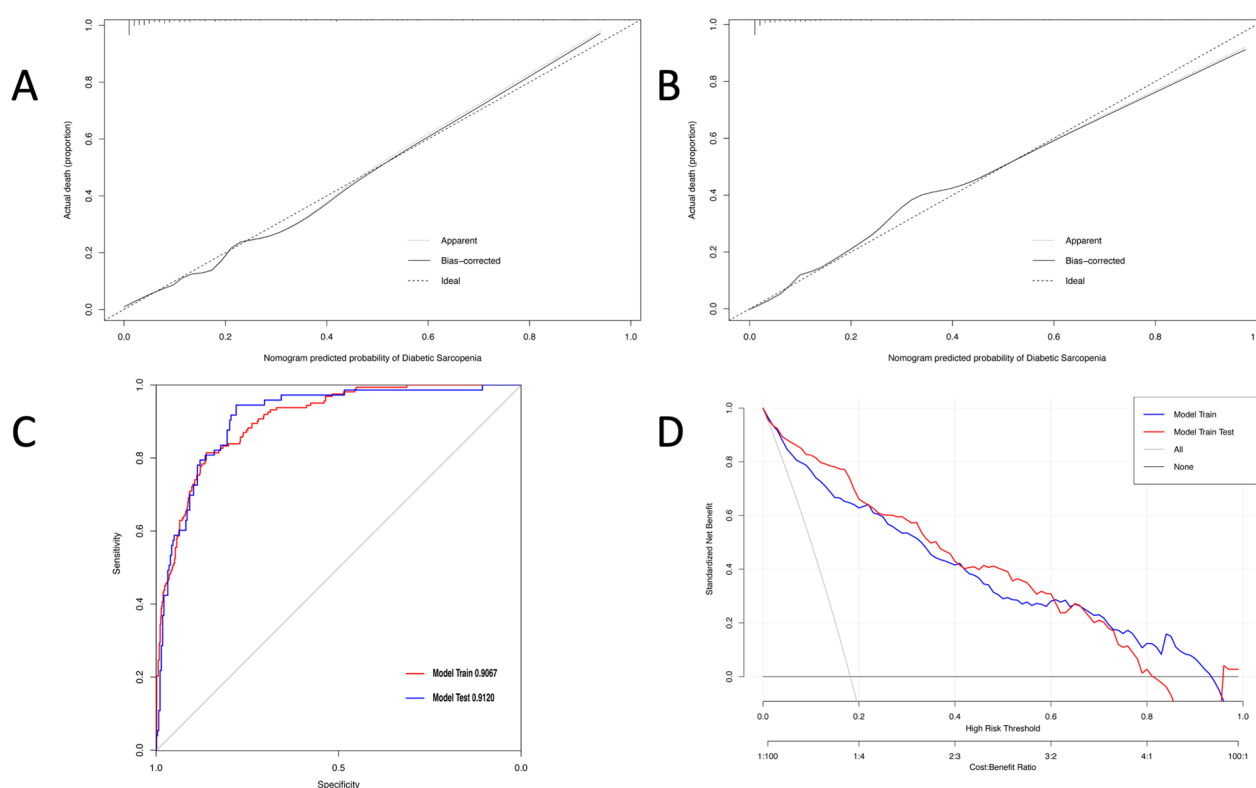 A
Actual death (proportion)
1.0
0.8
0.6
0.4
0.2
0.0
Apparent
Bias-corrected
Ideal
0.0 0.2 0.4 0.6 0.8 1.0
Nomogram predicted probability of Diabetic Sarcopenia
B
Actual death (proportion)
1.0
0.8
0.6
0.4
0.2
0.0
Apparent
Bias-corrected
Ideal
0.0 0.2 0.4 0.6 0.8
Nomogram predicted probability of Diabetic Sarcopenia
C
Sensitivity
1.0
0.8
0.6
0.4
0.2
0.0
Model Train 0.9067
Model Test 0.9120
1.0 0.5 0.0
Specificity
D
Standardized Net Benefit
1.0
0.8
0.6
0.4
0.2
0.0
Model Train
Model Train Test
All
None
0.0 0.2 0.4 0.6 0.8 1.0
High Risk Threshold
1:100 1:4 2:3 3:2 4:1 100:1
Cost:Benefit Ratio